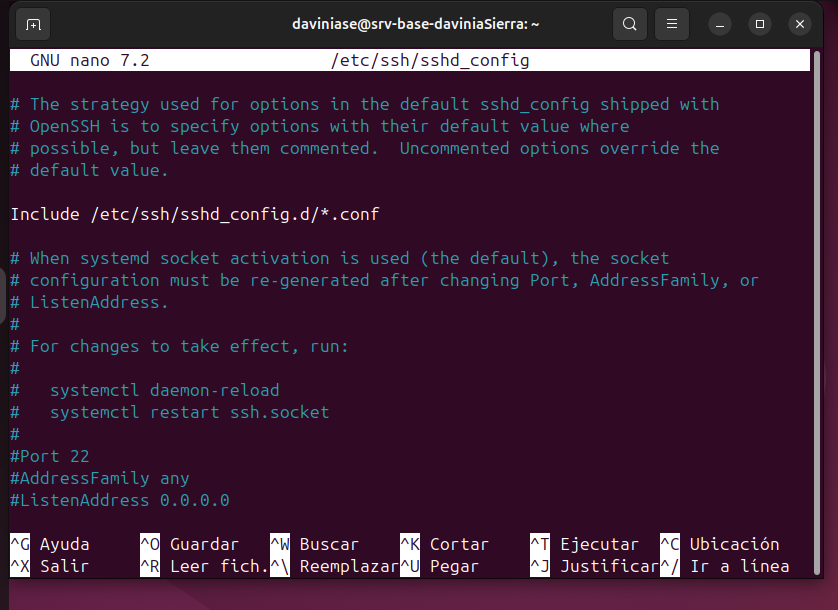 daviniase@srv-base-daviniaSierra: ~
GNU nano 7.2 /etc/ssh/sshd_config
# The strategy used for options in the default sshd_config shipped with
# OpenSSH is to specify options with their default value where
# possible, but leave them commented.  Uncommented options override the
# default value.
Include /etc/ssh/sshd_config.d/*.conf
# When systemd socket activation is used (the default), the socket
# configuration must be re-generated after changing Port, AddressFamily, or
# ListenAddress.
#
# For changes to take effect, run:
#
#   systemctl daemon-reload
#   systemctl restart ssh.socket
#
#Port 22
#AddressFamily any
#ListenAddress 0.0.0.0
^G Ayuda ^O Guardar ^W Buscar ^K Cortar ^T Ejecutar ^C Ubicación
^X Salir ^R Leer fich. ^\ Reemplazar ^U Pegar ^J Justificar ^/ Ir a línea